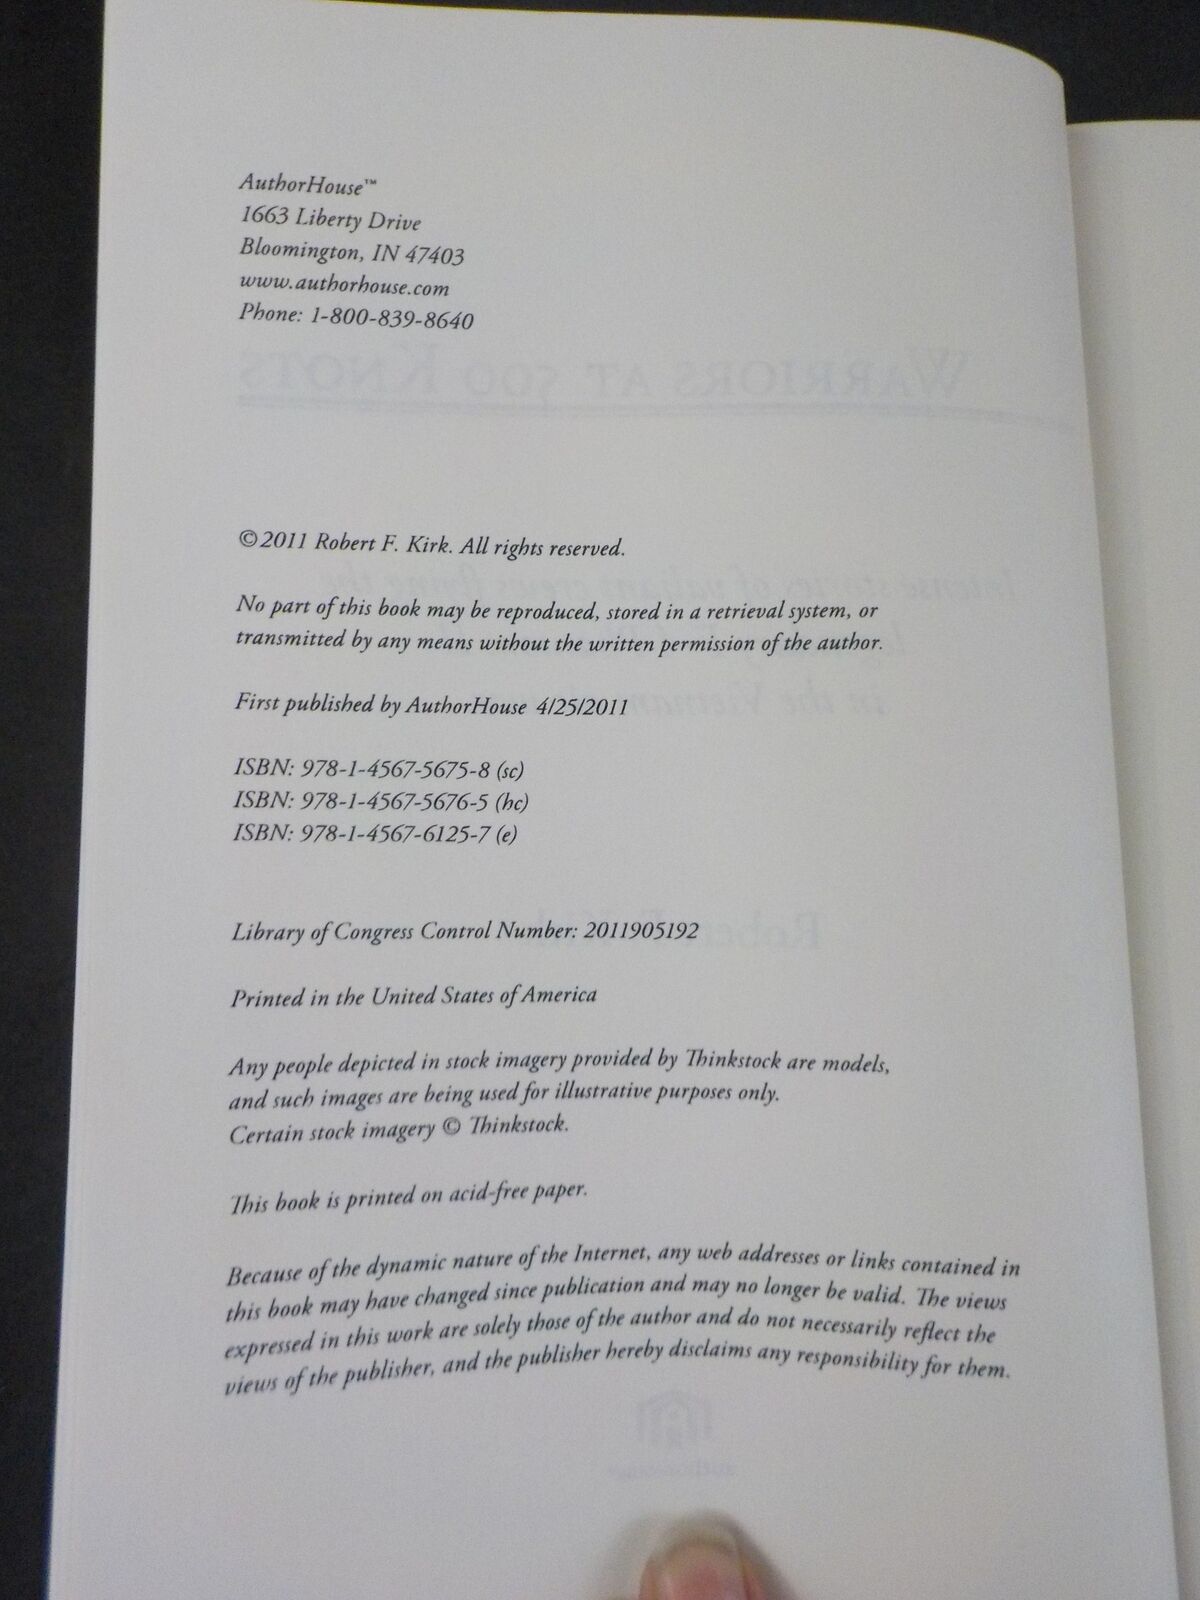 AuthorHouse™
1663 Liberty Drive
Bloomington, IN 47403
www.authorhouse.com
Phone: 1-800-839-8640
WARRIORS AT 500 KNOTS
©2011 Robert F. Kirk. All rights reserved.
No part of this book may be reproduced, stored in a retrieval system, or
transmitted by any means without the written permission of the author.
First published by AuthorHouse 4/25/2011
ISBN: 978-1-4567-5675-8 (sc)
ISBN: 978-1-4567-5676-5 (hc)
ISBN: 978-1-4567-6125-7 (e)
Library of Congress Control Number: 2011905192
Printed in the United States of America
Any people depicted in stock imagery provided by Thinkstock are models,
and such images are being used for illustrative purposes only.
Certain stock imagery © Thinkstock.
This book is printed on acid-free paper.
Because of the dynamic nature of the Internet, any web addresses or links contained in
this book may have changed since publication and may no longer be valid. The views
expressed in this work are solely those of the author and do not necessarily reflect the
views of the publisher, and the publisher hereby disclaims any responsibility for them.